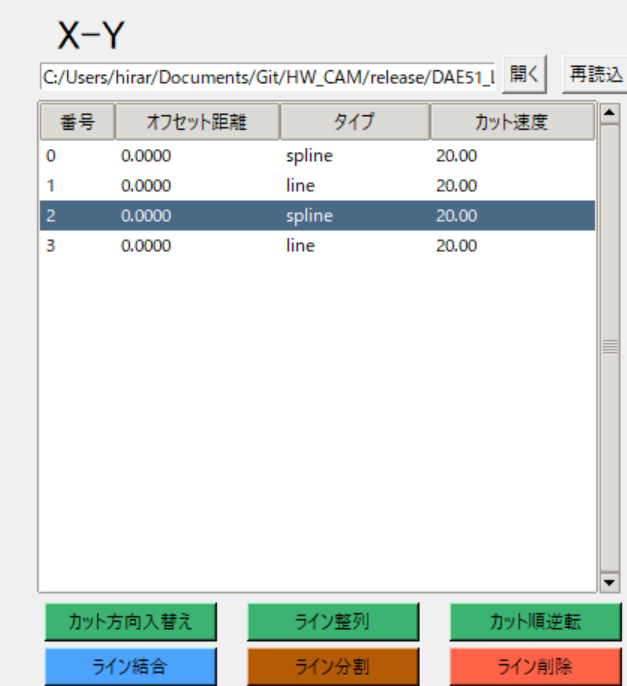 X-Y
C:/Users/hirar/Documents/Git/HW_CAM/release/DAE51_L 開く 再読込
番号 オフセット距離 タイプ カット速度
0 0.0000 spline 20.00
1 0.0000 line 20.00
2 0.0000 spline 20.00
3 0.0000 line 20.00
カット方向入替え ライン整列 カット順逆転
ライン結合 ライン分割 ライン削除